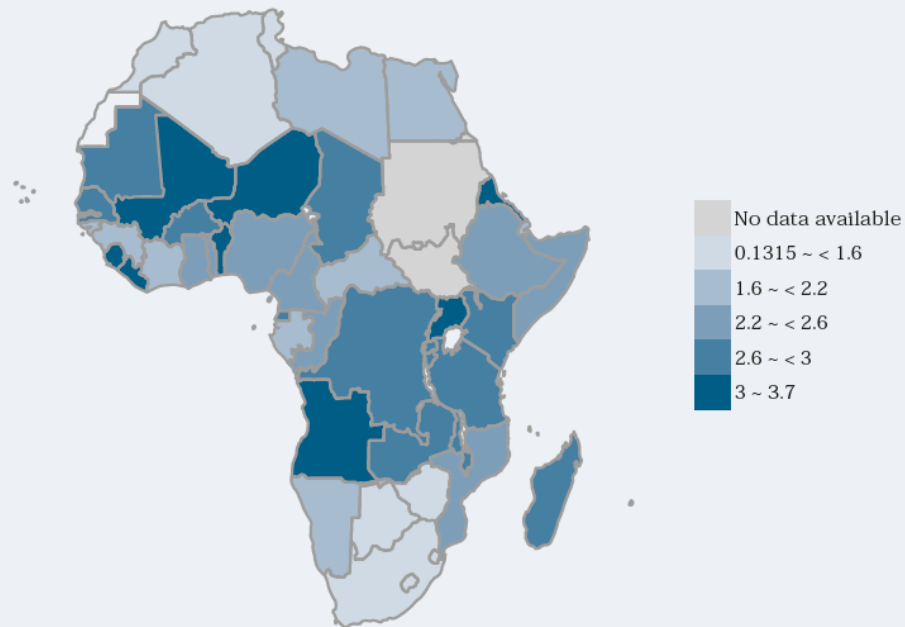 No data available
0.1315 ~ < 1.6
1.6 ~ < 2.2
2.2 ~ < 2.6
2.6 ~ < 3
3 ~ 3.7